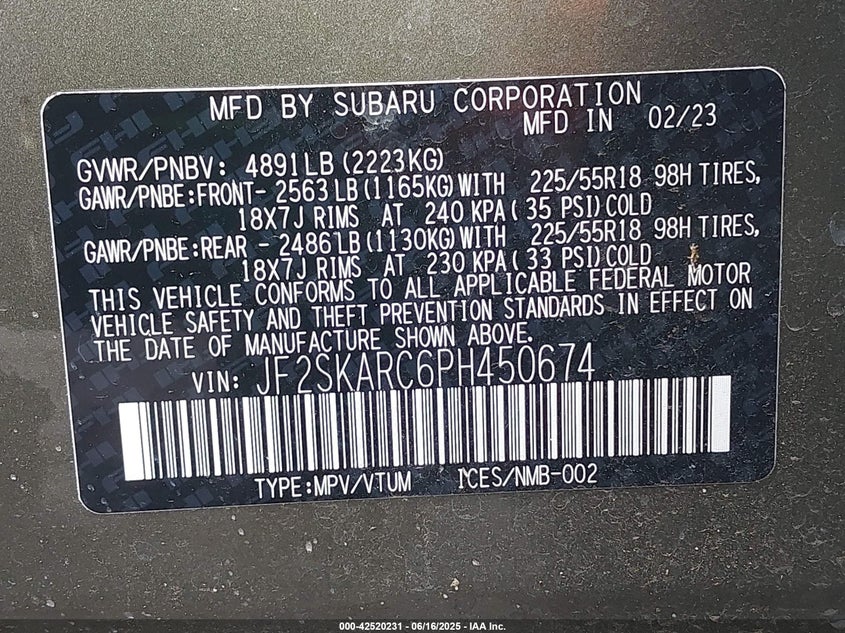 MFD BY SUBARU CORPORATION
MFD IN 02/23
GVWR/PNBV: 4891LB(2223KG)
GAWR/PNBE:FRONT- 2563LB(1165KG)WITH 225/55R18 98H TIRES,
18X7J RIMS AT 240 KPA( 35 PSI)COLD
GAWR/PNBE:REAR - 2486LB(1130KG)WITH 225/55R18 98H TIRES,
18X7J RIMS AT 230 KPA( 33 PSI)COLD
THIS VEHICLE CONFORMS TO ALL APPLICABLE FEDERAL MOTOR
VEHICLE SAFETY AND THEFT PREVENTION STANDARDS IN EFFECT ON
THE DATE OF MANUFACTURE SHOWN ABOVE.
VIN: JF2SKARC6PH450674
TYPE:MPV/VTUM ICES/NMB-002
000-42520231 - 06/16/2025 - IAA Inc.